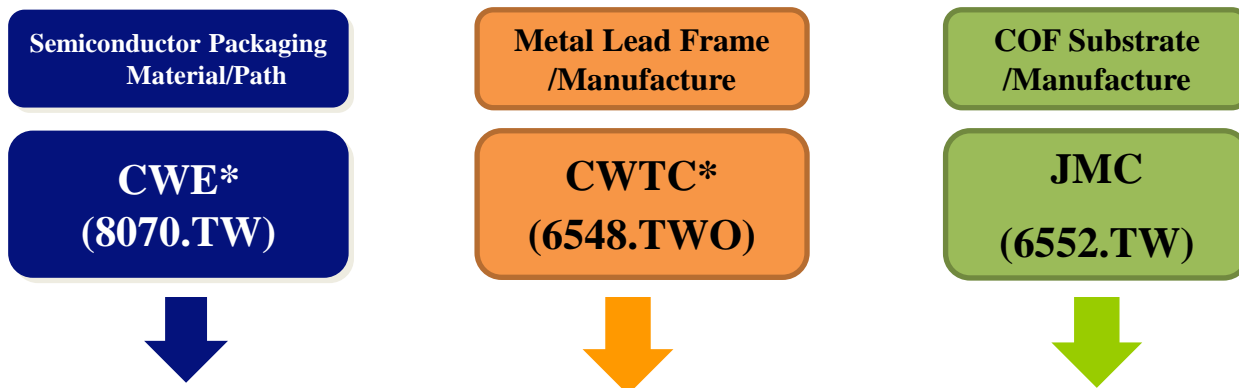 Semiconductor Packaging
Material/Path
Metal Lead Frame
/Manufacture
COF Substrate
/Manufacture
CWE*
(8070.TW)
CWTC*
(6548.TWO)
JMC
(6552.TW)